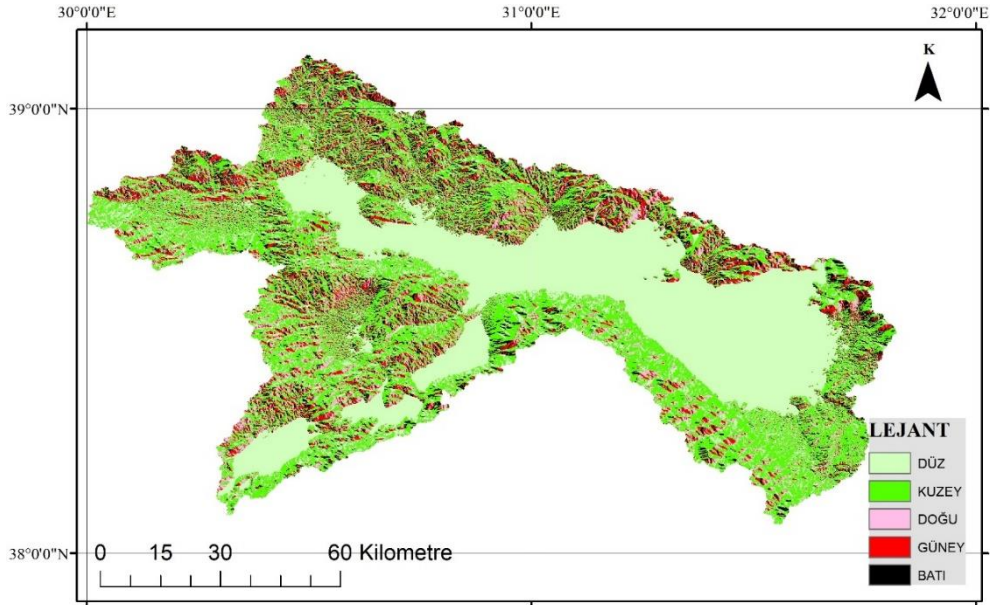 30°0'0"E
31°0'0"E
32°0'0"E
K
39°0'0"N
38°0'0"N
LEJANT
DÜZ
KUZEY
DOĞU
GÜNEY
BATI
0 15 30 60 Kilometre